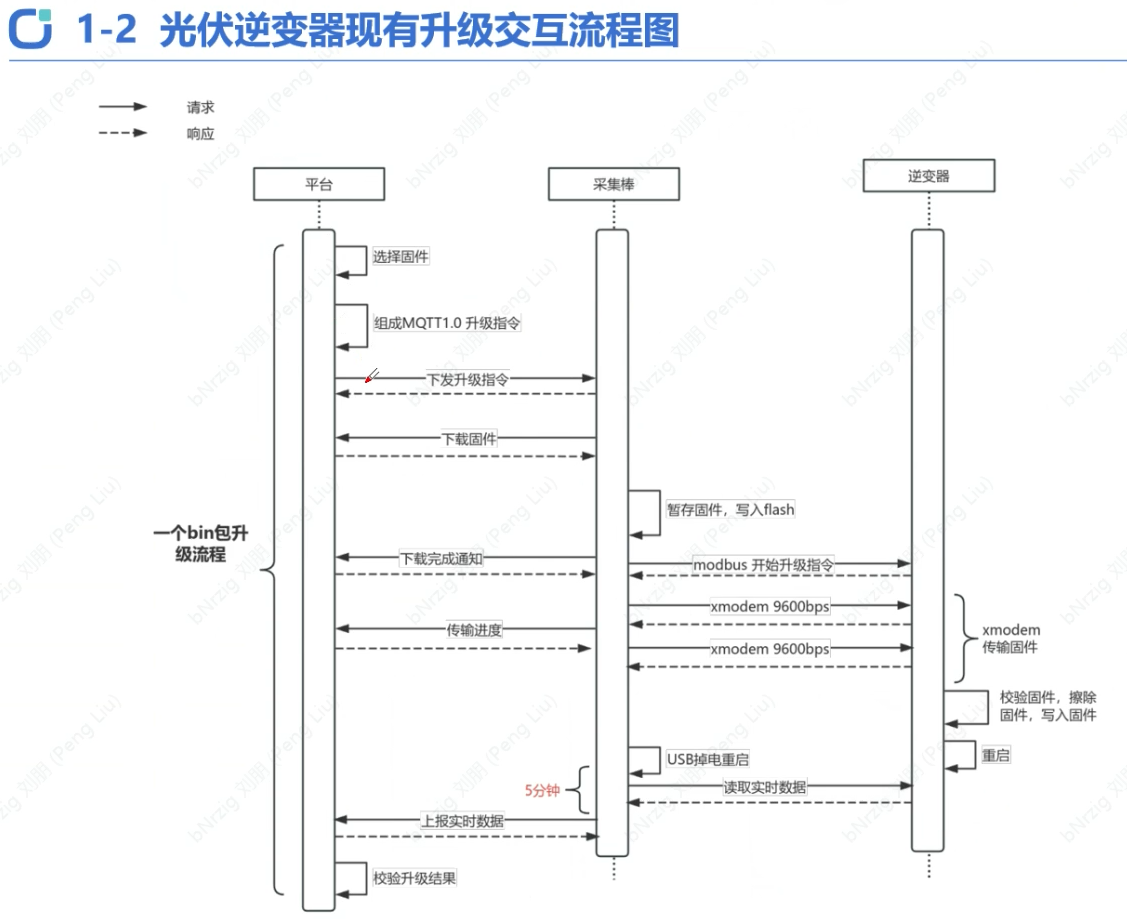 1-2 光伏逆变器现有升级交互流程图
请求
响应
平台
采集棒
逆变器
选择固件
组成MQTT1.0 升级指令
下发升级指令
下载固件
暂存固件，写入flash
一个bin包升
级流程
下载完成通知
modbus 开始升级指令
xmodem 9600bps
传输进度
xmodem 9600bps
xmodem
传输固件
校验固件，擦除
固件，写入固件
USB掉电重启
重启
5分钟
读取实时数据
上报实时数据
校验升级结果
bNrzig 刘朋 (Peng Liu)